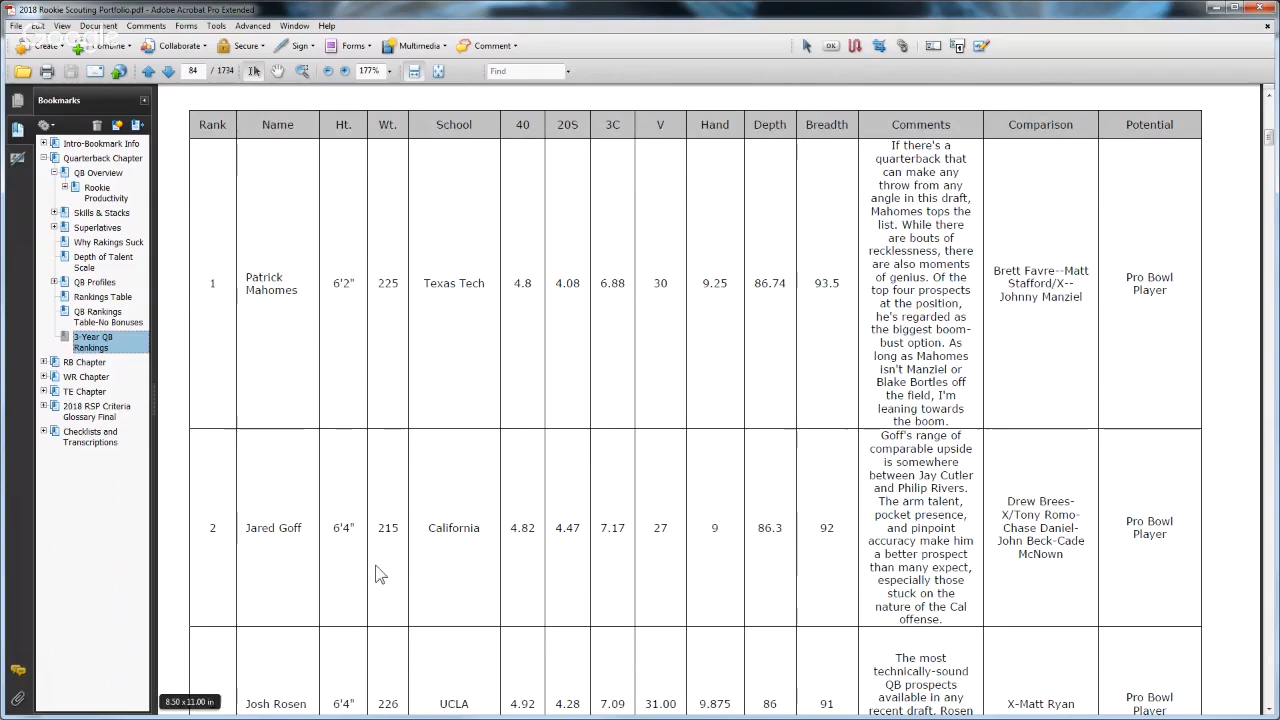 2018 Rookie Scouting Portfolio.pdf - Adobe Acrobat Pro Extended
File Edit View Document Comments Forms Tools Advanced Window Help
Google
Create Combine Collaborate Secure Sign Forms Multimedia Comment
84 / 1734 177% Find
Bookmarks
Intro-Bookmark Info
Quarterback Chapter
QB Overview
Rookie
Productivity
Skills & Stacks
Superlatives
Why Rakings Suck
Depth of Talent
Scale
QB Profiles
Rankings Table
QB Rankings
Table-No Bonuses
3-Year QB
Rankings
RB Chapter
WR Chapter
TE Chapter
2018 RSP Criteria
Glossary Final
Checklists and
Transcriptions
Rank Name Ht. Wt. School 40 20S 3C V Hand Depth Breadth Comments Comparison Potential
1
Patrick
Mahomes
6'2" 225 Texas Tech 4.8 4.08 6.88 30 9.25 86.74 93.5
If there's a
quarterback that
can make any
throw from any
angle in this draft,
Mahomes tops the
list. While there
are bouts of
recklessness, there
are also moments
of genius. Of the
top four prospects
at the position,
he's regarded as
the biggest boom-
bust option. As
long as Mahomes
isn't Manziel or
Blake Bortles off
the field, I'm
leaning towards
the boom.
Brett Favre--Matt
Stafford/X--
Johnny Manziel
Pro Bowl
Player
2 Jared Goff 6'4" 215 California 4.82 4.47 7.17 27 9 86.3 92
Goff's range of
comparable upside
is somewhere
between Jay Cutler
and Philip Rivers.
The arm talent,
pocket presence,
and pinpoint
accuracy make him
a better prospect
than many expect,
especially those
stuck on the
nature of the Cal
offense.
Drew Brees-
X/Tony Romo-
Chase Daniel-
John Beck-Cade
McNown
Pro Bowl
Player
Josh Rosen 6'4" 226 UCLA 4.92 4.28 7.09 31.00 9.875 86 91
The most
technically-sound
QB prospects
available in any
recent draft. Rosen
X-Matt Ryan
Pro Bowl
8.50 x 11.00 in